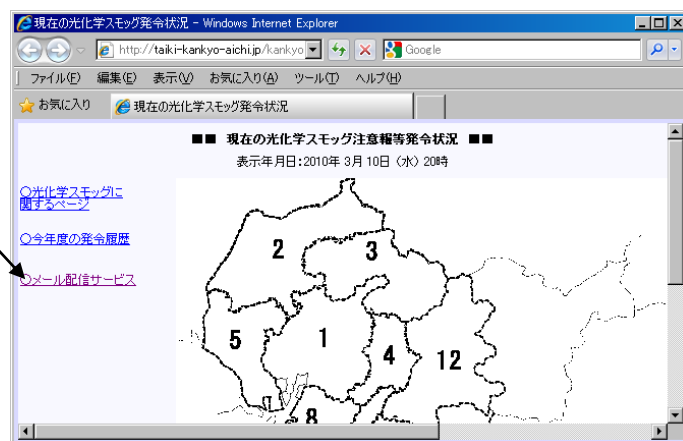 現在の光化学スモッグ発令状況 - Windows Internet Explorer
http://taiki-kankyo-aichi.jp/kankyo
Google
ファイル(F) 編集(E) 表示(V) お気に入り(A) ツール(T) ヘルプ(H)
お気に入り 現在の光化学スモッグ発令状況
■■ 現在の光化学スモッグ注意報等発令状況 ■■
表示年月日:2010年 3月 10日 (水) 20時
○光化学スモッグに
関するページ
○今年度の発令履歴
○メール配信サービス
2
3
5
1
4
12
8